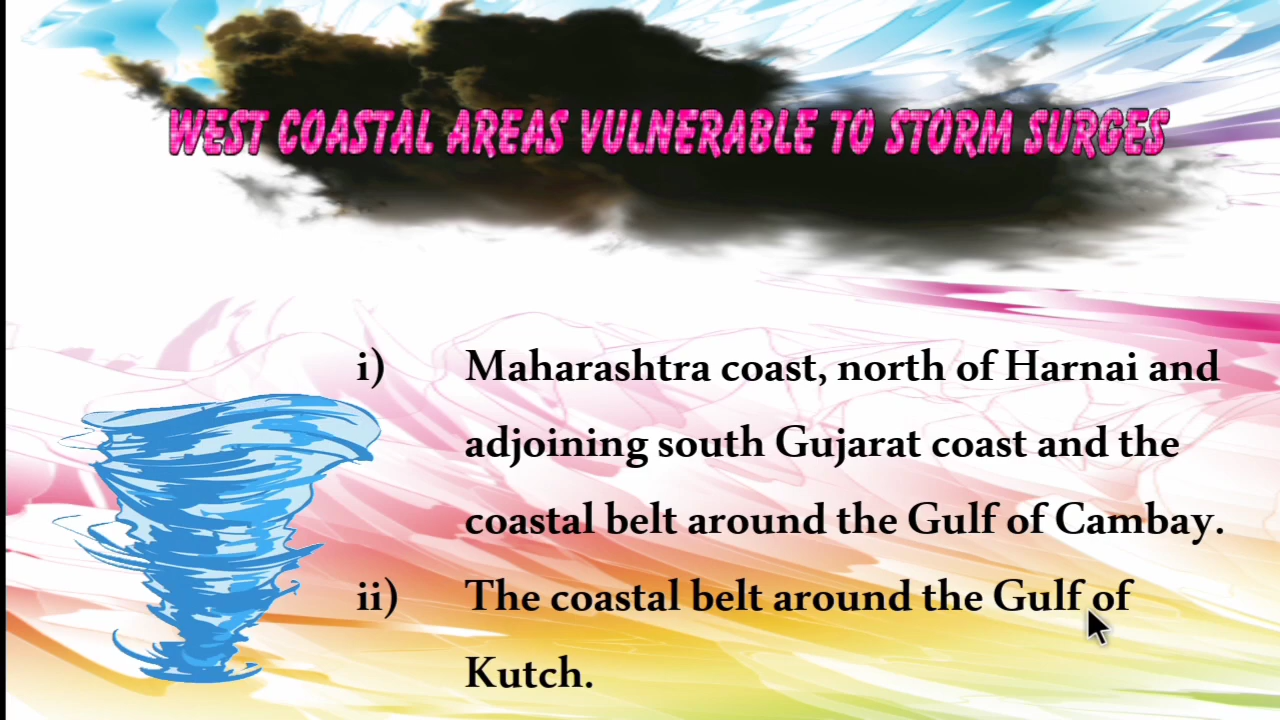 WEST COASTAL AREAS VULNERABLE TO STORM SURGES
i) Maharashtra coast, north of Harnai and
adjoining south Gujarat coast and the
coastal belt around the Gulf of Cambay.
ii) The coastal belt around the Gulf of
Kutch.